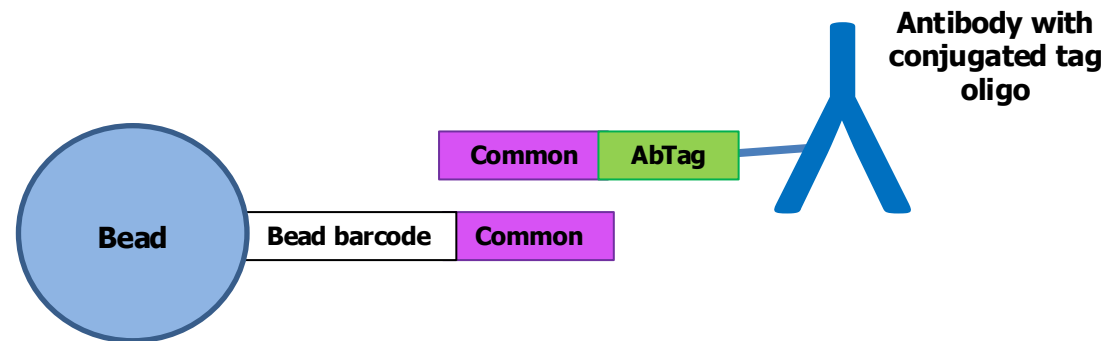 Antibody with
conjugated tag
oligo
Common
AbTag
Bead
Bead barcode
Common